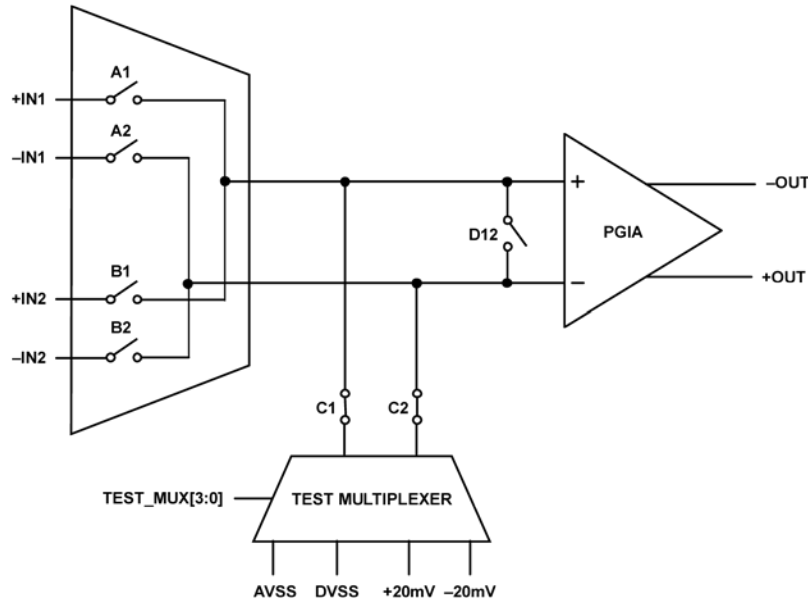 A1
+IN1
A2
–IN1
+
–OUT
D12
PGIA
B1
+IN2
–
+OUT
B2
–IN2
C1
C2
TEST_MUX[3:0]
TEST MULTIPLEXER
AVSS
DVSS
+20mV
–20mV